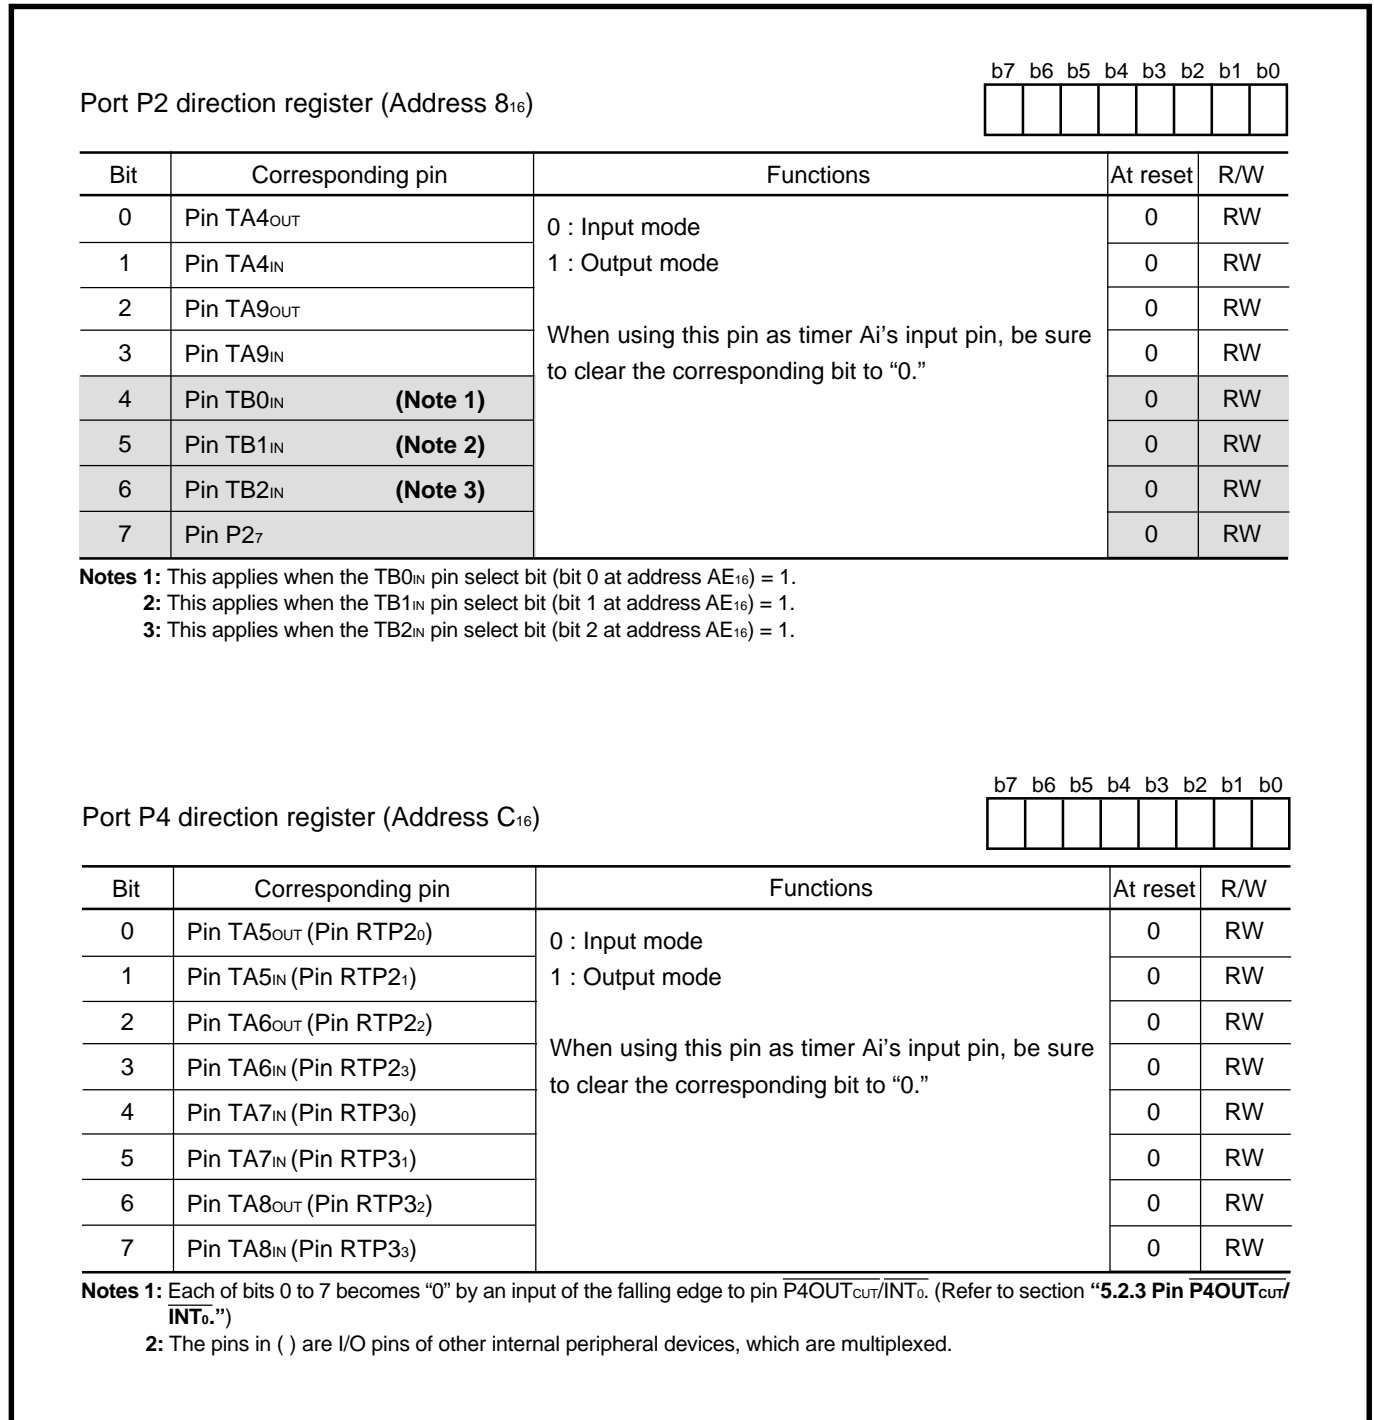 b7 b6 b5 b4 b3 b2 b1 b0
Port P2 direction register (Address 8₁₆)
Bit Corresponding pin Functions At reset R/W
0 Pin TA4OUT 0 RW
0 : Input mode
1 Pin TA4IN 0 RW
1 : Output mode
2 Pin TA9OUT 0 RW
When using this pin as timer Ai’s input pin, be sure
3 Pin TA9IN 0 RW
to clear the corresponding bit to “0.”
4 Pin TB0IN (Note 1) 0 RW
5 Pin TB1IN (Note 2) 0 RW
6 Pin TB2IN (Note 3) 0 RW
7 Pin P2₇ 0 RW
Notes 1: This applies when the TB0IN pin select bit (bit 0 at address AE₁₆) = 1.
2: This applies when the TB1IN pin select bit (bit 1 at address AE₁₆) = 1.
3: This applies when the TB2IN pin select bit (bit 2 at address AE₁₆) = 1.
b7 b6 b5 b4 b3 b2 b1 b0
Port P4 direction register (Address C₁₆)
Bit Corresponding pin Functions At reset R/W
0 Pin TA5OUT (Pin RTP2₀) 0 RW
0 : Input mode
1 Pin TA5IN (Pin RTP2₁) 0 RW
1 : Output mode
2 Pin TA6OUT (Pin RTP2₂) 0 RW
When using this pin as timer Ai’s input pin, be sure
3 Pin TA6IN (Pin RTP2₃) 0 RW
to clear the corresponding bit to “0.”
4 Pin TA7IN (Pin RTP3₀) 0 RW
5 Pin TA7IN (Pin RTP3₁) 0 RW
6 Pin TA8OUT (Pin RTP3₂) 0 RW
7 Pin TA8IN (Pin RTP3₃) 0 RW
Notes 1: Each of bits 0 to 7 becomes “0” by an input of the falling edge to pin P4OUTCUT/INT₀. (Refer to section “5.2.3 Pin P4OUTCUT/
INT₀.”)
2: The pins in ( ) are I/O pins of other internal peripheral devices, which are multiplexed.